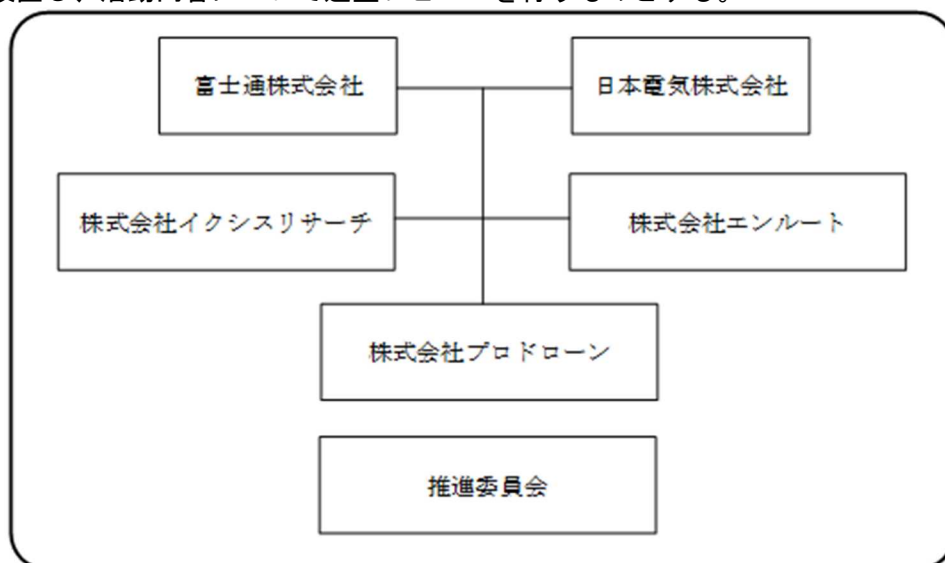 富士通株式会社
日本電気株式会社
株式会社イクシスリサーチ
株式会社エンルート
株式会社プロドローン
推進委員会